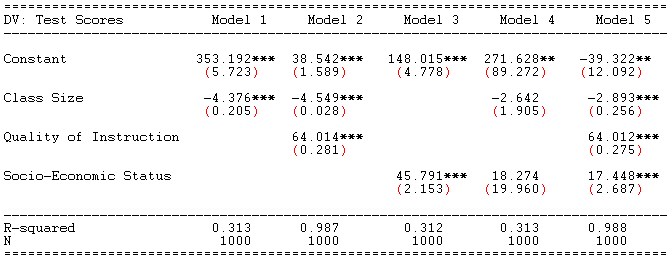 DV: Test Scores Model 1 Model 2 Model 3 Model 4 Model 5
Constant 353.192*** 38.542*** 148.015*** 271.628** -39.322**
(5.723) (1.589) (4.778) (89.272) (12.092)
Class Size -4.376*** -4.549*** -2.642 -2.893***
(0.205) (0.028) (1.905) (0.256)
Quality of Instruction 64.014*** 64.012***
(0.281) (0.275)
Socio-Economic Status 45.791*** 18.274 17.448***
(2.153) (19.960) (2.687)
R-squared 0.313 0.987 0.312 0.313 0.988
N 1000 1000 1000 1000 1000